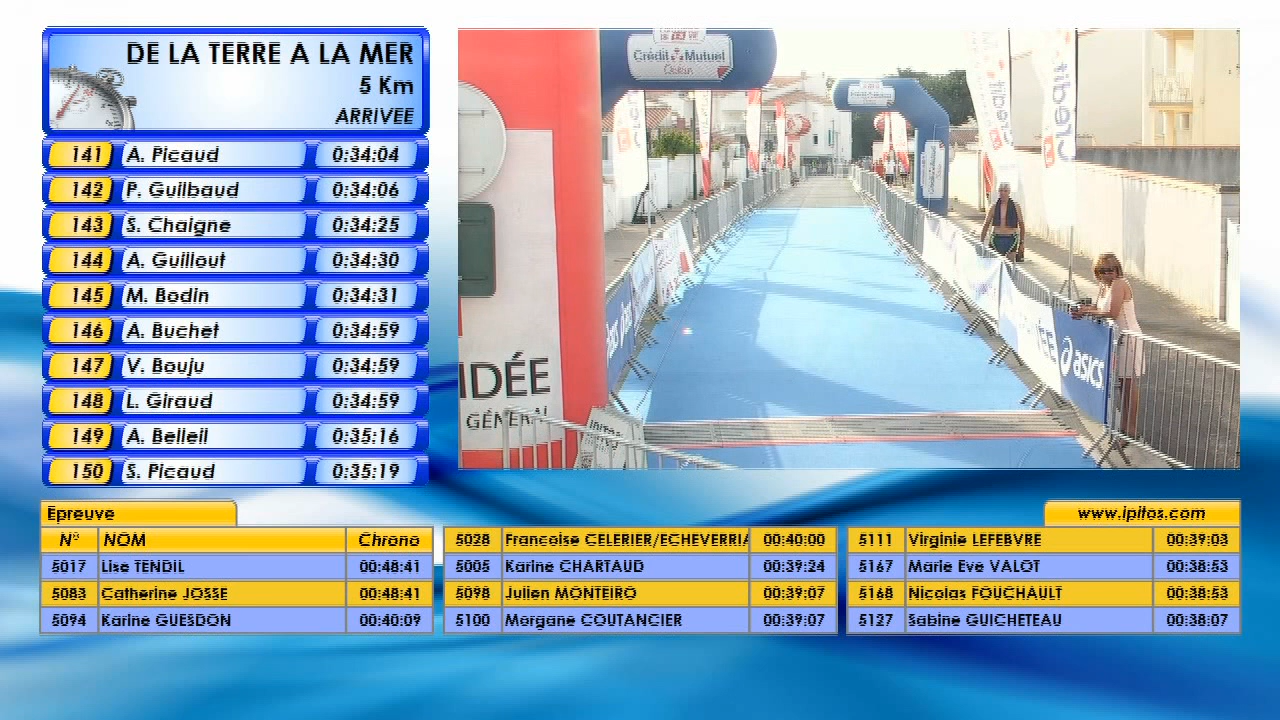 DE LA TERRE A LA MER
5 Km
ARRIVEE
141 A. Picaud 0:34:04
142 P. Guilbaud 0:34:06
143 S. Chaigne 0:34:25
144 A. Guillout 0:34:30
145 M. Bodin 0:34:31
146 A. Buchet 0:34:59
147 V. Bouju 0:34:59
148 L. Giraud 0:34:59
149 A. Belleil 0:35:16
150 S. Picaud 0:35:19
Crédit Mutuel
Océan
IDÉE
GÉNÉRAL
asics
Epreuve
www.ipitos.com
N° NOM Chrono
5017 Lise TENDIL 00:48:41
5083 Catherine JOSSE 00:48:41
5094 Karine GUESDON 00:40:09
5028 Francoise CELERIER/ECHEVERRIA 00:40:00
5005 Karine CHARTAUD 00:39:24
5098 Julien MONTEIRO 00:39:07
5100 Morgane COUTANCIER 00:39:07
5111 Virginie LEFEBVRE 00:39:03
5167 Marie Eve VALOT 00:38:53
5168 Nicolas FOUCHAULT 00:38:53
5127 Sabine GUICHETEAU 00:38:07